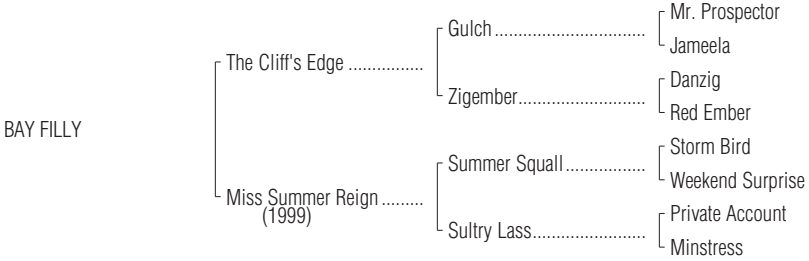 Mr. Prospector
Gulch ................................
Jameela
The Cliff's Edge ................
Danzig
Zigember...........................
Red Ember
BAY FILLY
Storm Bird
Summer Squall.................
Weekend Surprise
Miss Summer Reign .........
(1999)
Private Account
Sultry Lass........................
Minstress